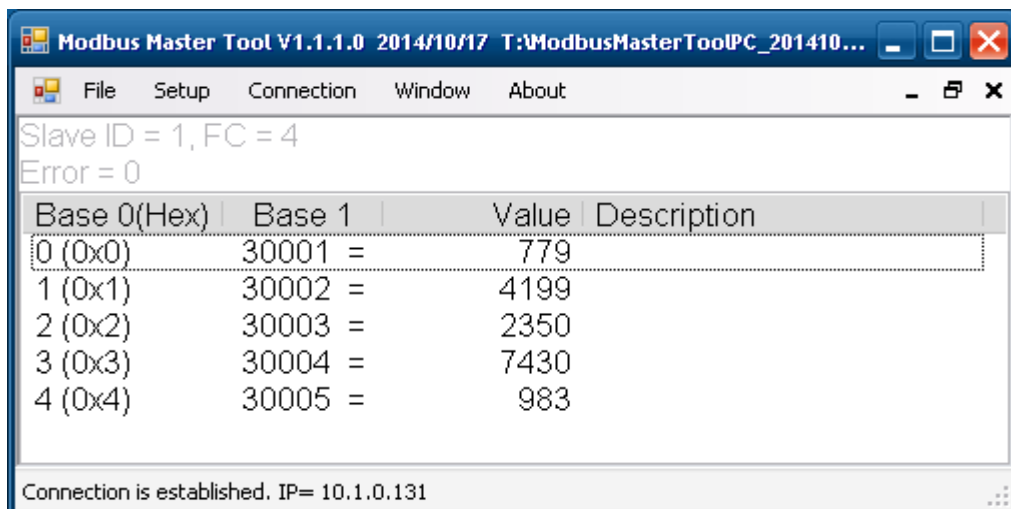 Modbus Master Tool V1.1.1.0 2014/10/17 T:\ModbusMasterToolPC_201410...
File Setup Connection Window About
Slave ID = 1, FC = 4
Error = 0
Base 0(Hex) Base 1 Value Description
0 (0x0) 30001 = 779
1 (0x1) 30002 = 4199
2 (0x2) 30003 = 2350
3 (0x3) 30004 = 7430
4 (0x4) 30005 = 983
Connection is established. IP= 10.1.0.131